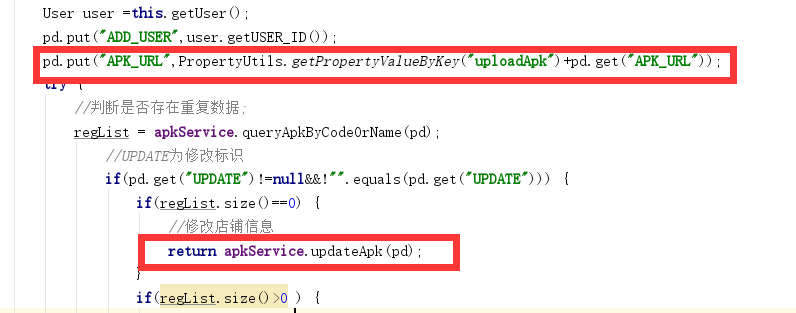 User user =this.getUser();
pd.put("ADD_USER",user.getUSER_ID());
pd.put("APK_URL",PropertyUtils.getPropertyValueByKey("uploadApk")+pd.get("APK_URL"));
try {
//判断是否存在重复数据;
regList = apkService.queryApkByCodeOrName(pd);
//UPDATE为修改标识
if(pd.get("UPDATE")!=null&&!"".equals(pd.get("UPDATE"))) {
if(regList.size()==0) {
//修改店铺信息
return apkService.updateApk(pd);
}
if(regList.size()>0 ) {